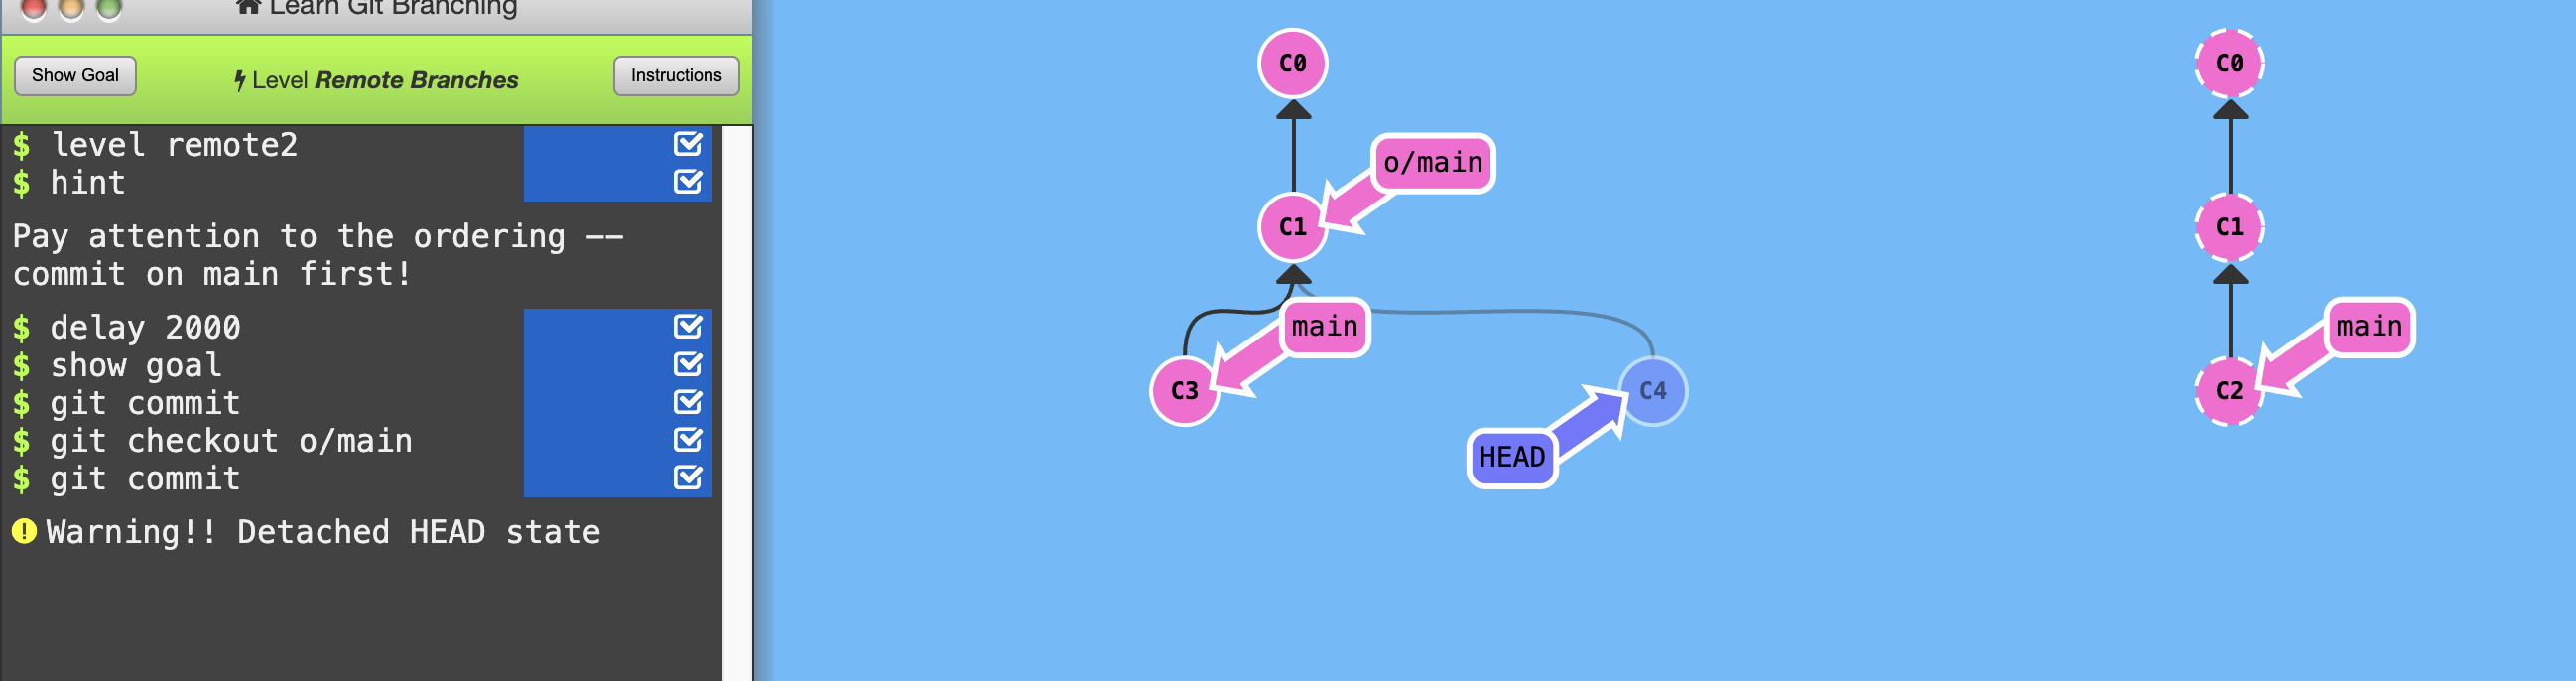 Learn Git Branching
Show Goal
Level Remote Branches
Instructions
$ level remote2
$ hint
Pay attention to the ordering --
commit on main first!
$ delay 2000
$ show goal
$ git commit
$ git checkout o/main
$ git commit
Warning!! Detached HEAD state
C0
o/main
C1
main
C3
C4
HEAD
C0
C1
main
C2